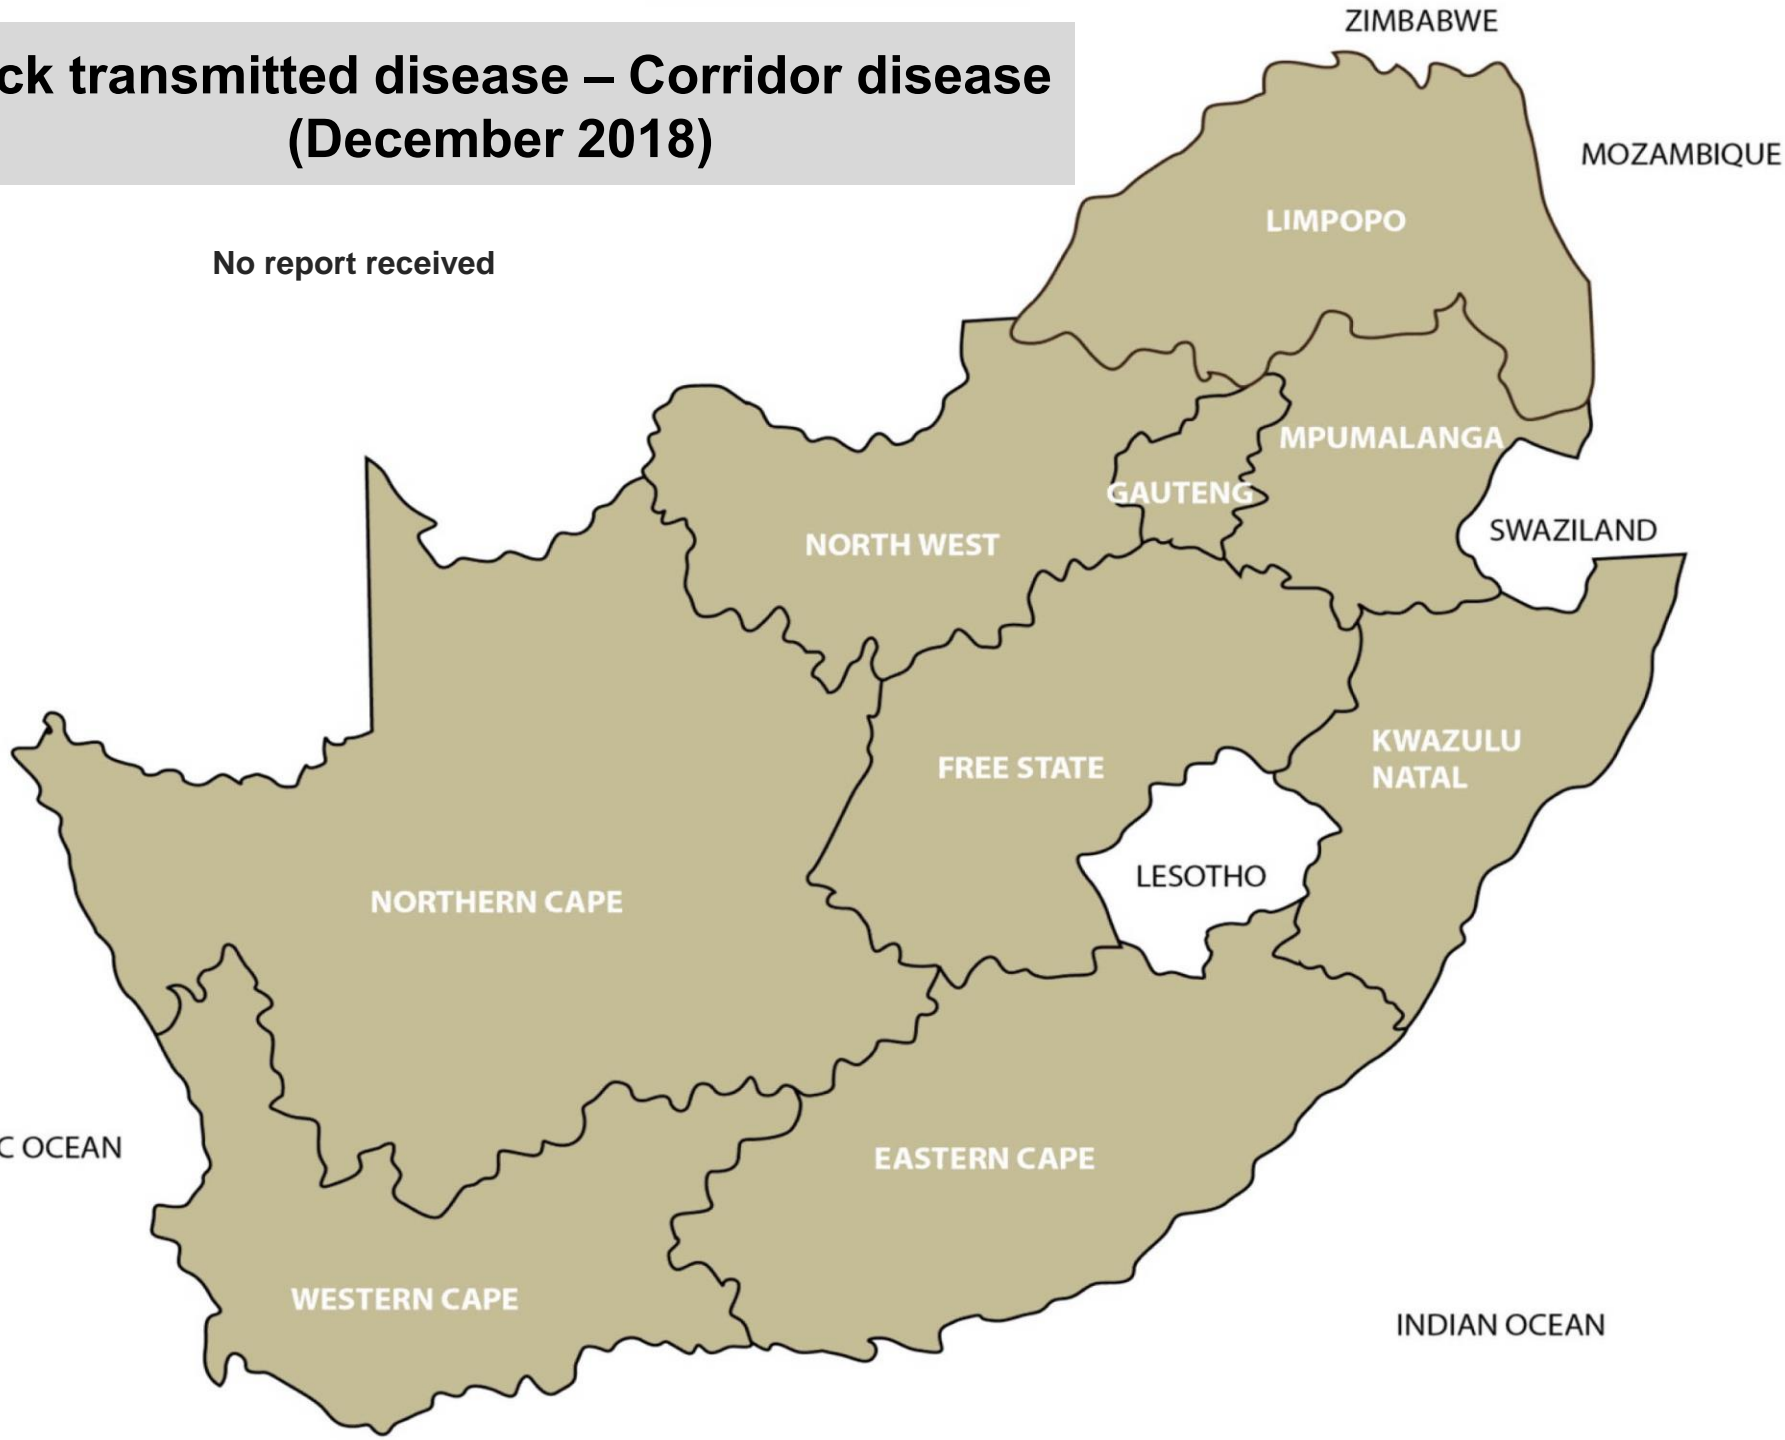 ZIMBABWE
ck transmitted disease – Corridor disease
(December 2018)
MOZAMBIQUE
LIMPOPO
No report received
MPUMALANGA
GAUTENG
SWAZILAND
NORTH WEST
KWAZULU
NATAL
FREE STATE
LESOTHO
NORTHERN CAPE
C OCEAN
EASTERN CAPE
WESTERN CAPE
INDIAN OCEAN